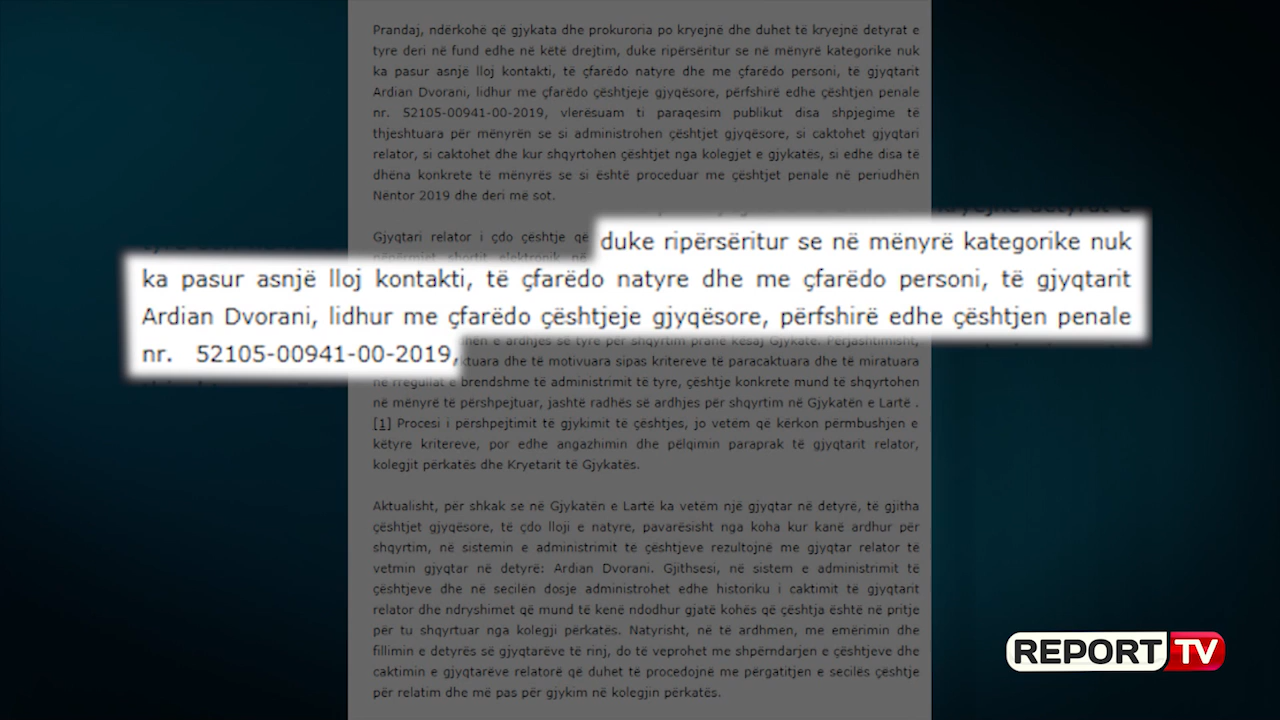 Prandaj, ndërkohë që gjykata dhe prokuroria po kryejnë dhe duhet të kryejnë detyrat e
tyre deri në fund edhe në këtë drejtim, duke ripërsëritur se në mënyrë kategorike nuk
ka pasur asnjë lloj kontakti, të çfarëdo natyre dhe me çfarëdo personi, të gjyqtarit
Ardian Dvorani, lidhur me çfarëdo çështjeje gjyqësore, përfshirë edhe çështjen penale
nr. 52105-00941-00-2019, vlerësuam ti paraqesim publikut disa shpjegime të
thjeshtuara për mënyrën se si administrohen çështjet gjyqësore, si caktohet gjyqtari
relator, si caktohet dhe kur shqyrtohen çështjet nga kolegjet e gjykatës, si edhe disa të
dhëna konkrete të mënyrës se si është proceduar me çështjet penale në periudhën
Nëntor 2019 dhe deri më sot.
Gjyqtari relator i çdo çështje që
duke ripërsëritur se në mënyrë kategorike nuk
ka pasur asnjë lloj kontakti, të çfarëdo natyre dhe me çfarëdo personi, të gjyqtarit
Ardian Dvorani, lidhur me çfarëdo çështjeje gjyqësore, përfshirë edhe çështjen penale
nr. 52105-00941-00-2019,
e ardhjes së tyre për shqyrtim pranë kësaj Gjykate. Përjashtimisht,
dhe të motivuara sipas kritereve të paracaktuara dhe të miratuara
në rregullat e brendshme të administrimit të tyre, çështje konkrete mund të shqyrtohen
në mënyrë të përshpejtuar, jashtë radhës së ardhjes për shqyrtim në Gjykatën e Lartë .
[1] Procesi i përshpejtimit të gjykimit të çështjes, jo vetëm që kërkon përmbushjen e
këtyre kritereve, por edhe angazhimin dhe pëlqimin paraprak të gjyqtarit relator,
kolegjit përkatës dhe Kryetarit të Gjykatës.
Aktualisht, për shkak se në Gjykatën e Lartë ka vetëm një gjyqtar në detyrë, të gjitha
çështjet gjyqësore, të çdo lloji e natyre, pavarësisht nga koha kur kanë ardhur për
shqyrtim, në sistemin e administrimit të çështjeve rezultojnë me gjyqtar relator të
vetmin gjyqtar në detyrë: Ardian Dvorani. Gjithsesi, në sistem e administrimit të
çështjeve dhe në secilën dosje administrohet edhe historiku i caktimit të gjyqtarit
relator dhe ndryshimet që mund të kenë ndodhur gjatë kohës që çështja është në pritje
për tu shqyrtuar nga kolegji përkatës. Natyrisht, në të ardhmen, me emërimin dhe
fillimin e detyrës së gjyqtarëve të rinj, do të veprohet me shpërndarjen e çështjeve dhe
caktimin e gjyqtarëve relatorë që duhet të procedojnë me përgatitjen e secilës çështje
për relatim dhe më pas për gjykim në kolegjin përkatës.
REPORT TV